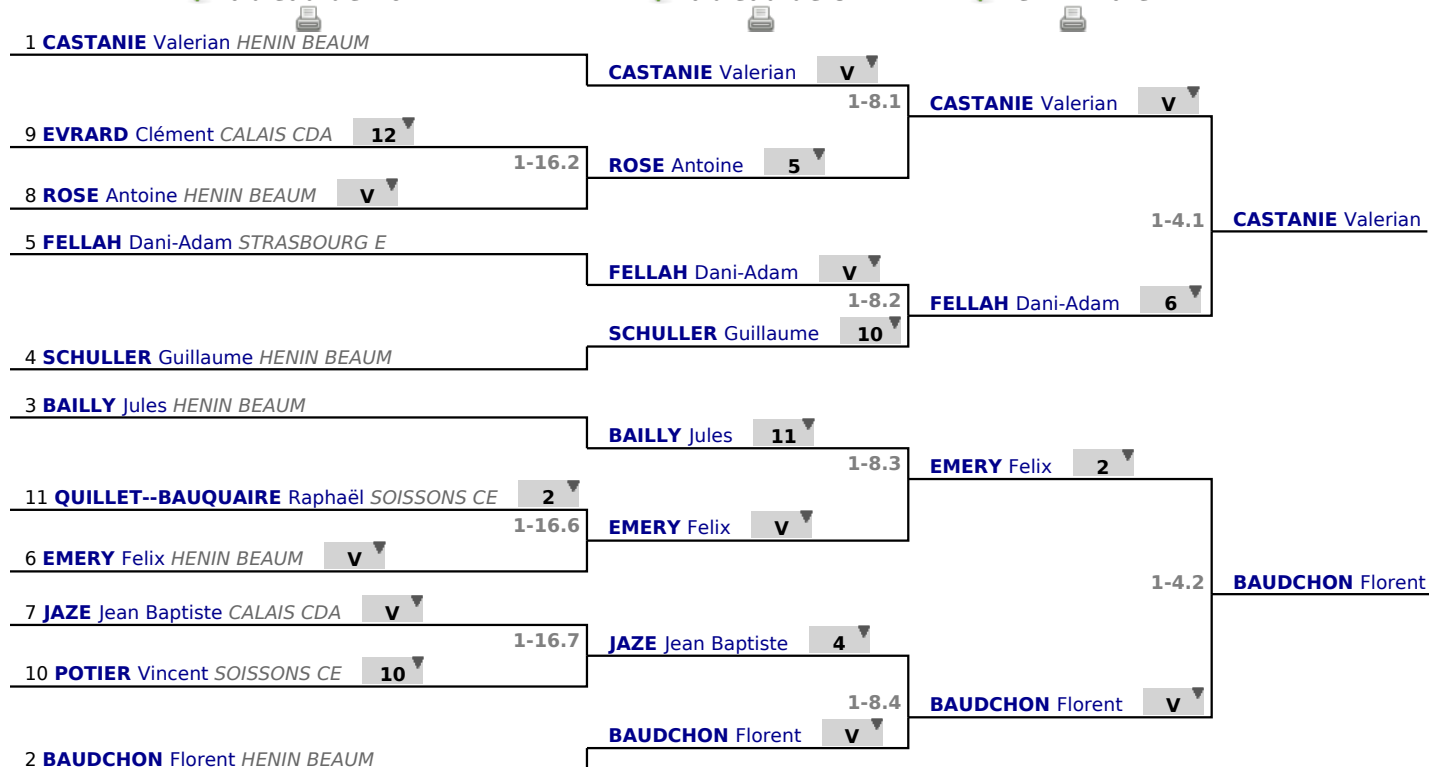 1 CASTANIE Valerian HENIN BEAUM
9 EVRARD Clément CALAIS CDA 12
1-16.2
8 ROSE Antoine HENIN BEAUM V
5 FELLAH Dani-Adam STRASBOURG E
4 SCHULLER Guillaume HENIN BEAUM
3 BAILLY Jules HENIN BEAUM
11 QUILLET--BAUQUAIRE Raphaël SOISSONS CE 2
1-16.6
6 EMERY Felix HENIN BEAUM V
7 JAZE Jean Baptiste CALAIS CDA V
1-16.7
10 POTIER Vincent SOISSONS CE 10
2 BAUDCHON Florent HENIN BEAUM
CASTANIE Valerian V
1-8.1
ROSE Antoine 5
FELLAH Dani-Adam V
1-8.2
SCHULLER Guillaume 10
BAILLY Jules 11
1-8.3
EMERY Felix V
JAZE Jean Baptiste 4
1-8.4
BAUDCHON Florent V
CASTANIE Valerian V
1-4.1
FELLAH Dani-Adam 6
EMERY Felix 2
1-4.2
BAUDCHON Florent V
CASTANIE Valerian
BAUDCHON Florent